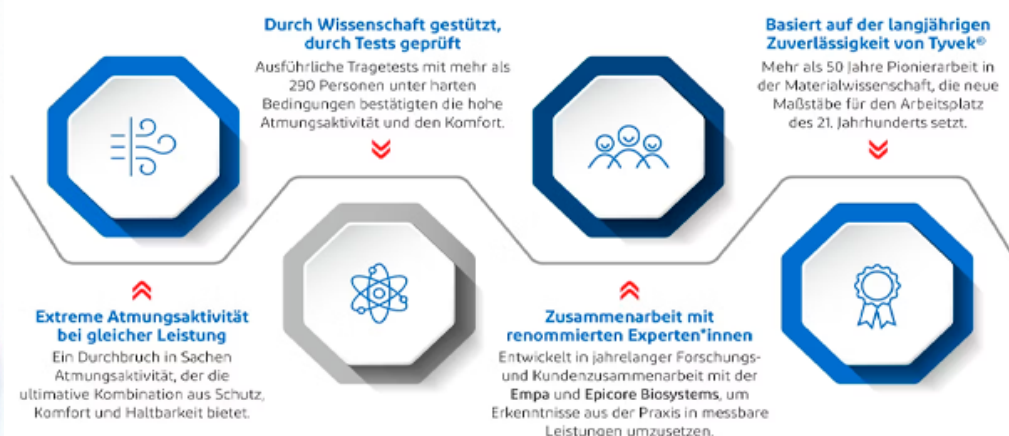 Durch Wissenschaft gestützt,
durch Tests geprüft
Ausführliche Tragetests mit mehr als
290 Personen unter harten
Bedingungen bestätigten die hohe
Atmungsaktivität und den Komfort.
Basiert auf der langjährigen
Zuverlässigkeit von Tyvek®
Mehr als 50 Jahre Pionierarbeit in
der Materialwissenschaft, die neue
Maßstäbe für den Arbeitsplatz
des 21. Jahrhunderts setzt.
Extreme Atmungsaktivität
bei gleicher Leistung
Ein Durchbruch in Sachen
Atmungsaktivität, der die
ultimative Kombination aus Schutz,
Komfort und Haltbarkeit bietet.
Zusammenarbeit mit
renommierten Experten*innen
Entwickelt in jahrelanger Forschungs-
und Kundenzusammenarbeit mit der
Empa und Epicore Biosystems, um
Erkenntnisse aus der Praxis in messbare
Leistungen umzusetzen.